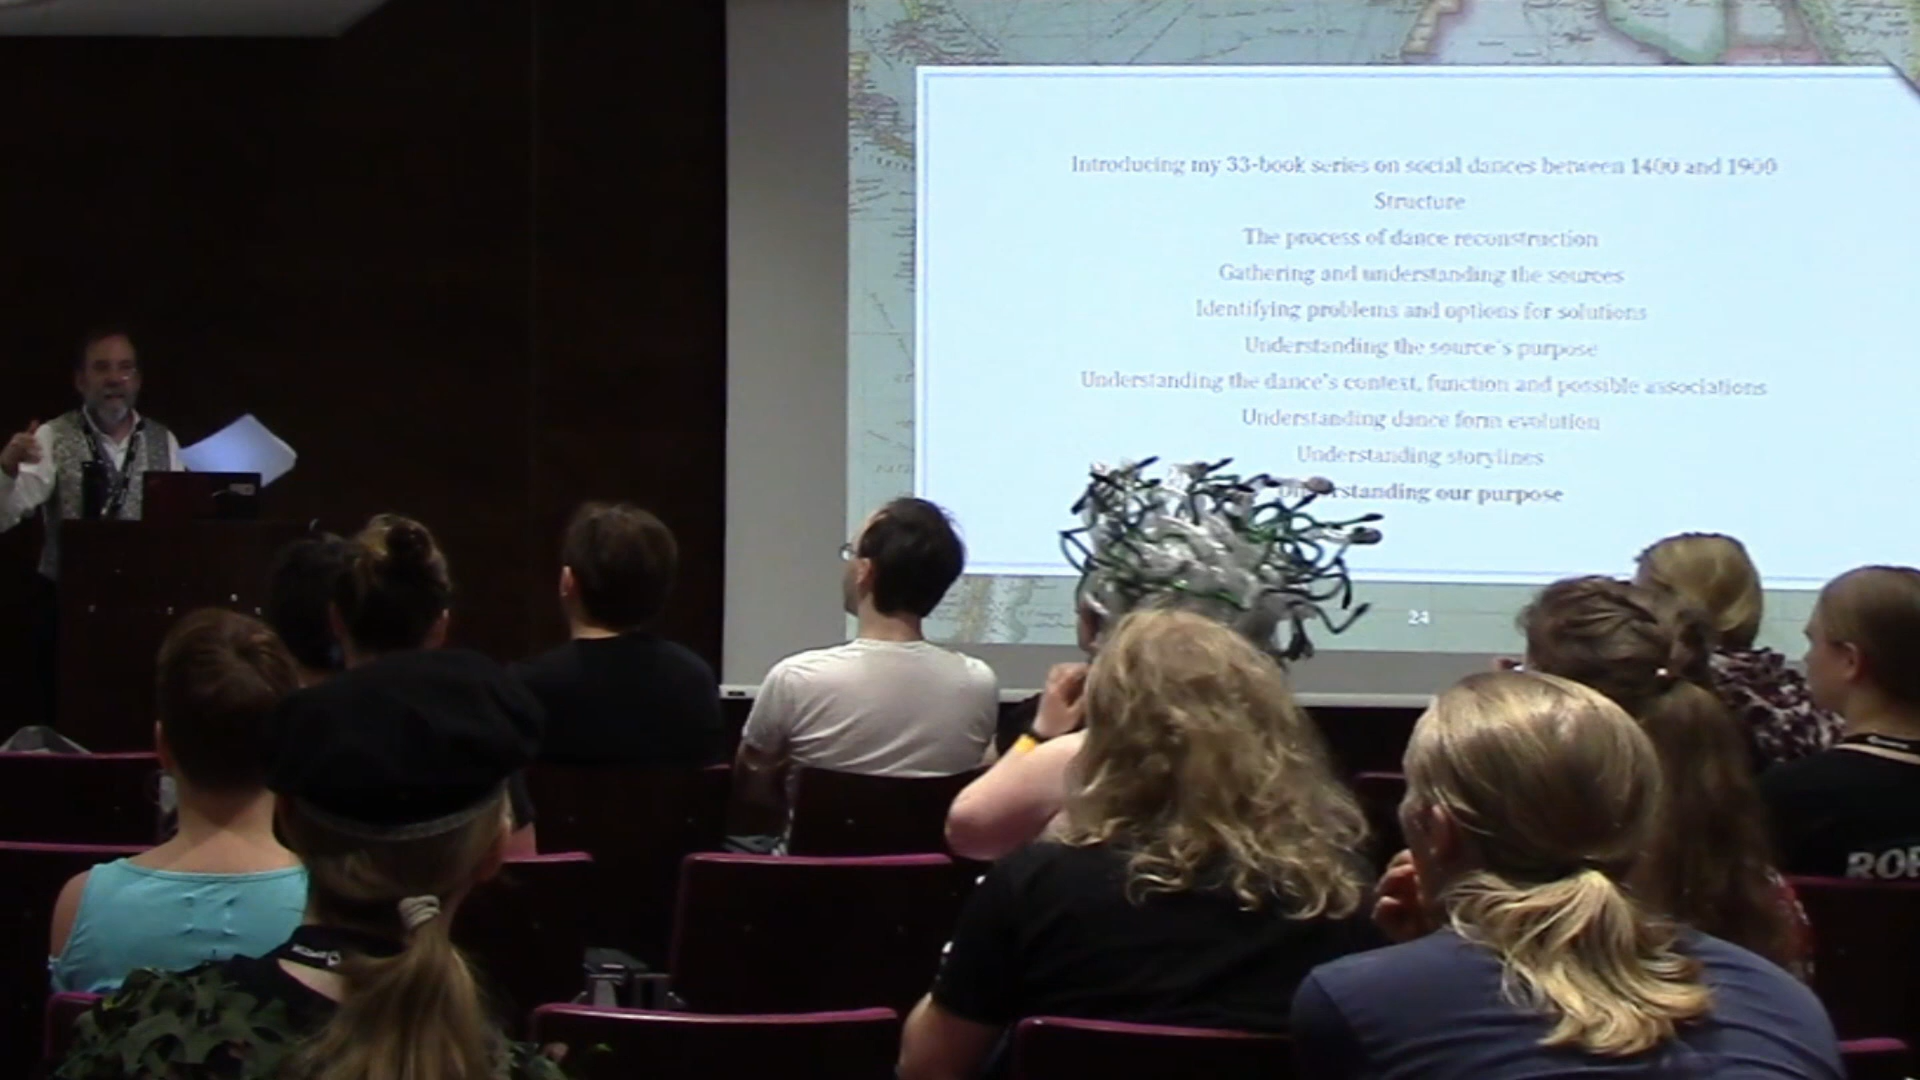 Introducing my 33-book series on social dances between 1400 and 1900
Structure
The process of dance reconstruction
Gathering and understanding the sources
Identifying problems and options for solutions
Understanding the source's purpose
Understanding the dance's context, function and possible associations
Understanding dance form evolution
Understanding storylines
Understanding our purpose
24